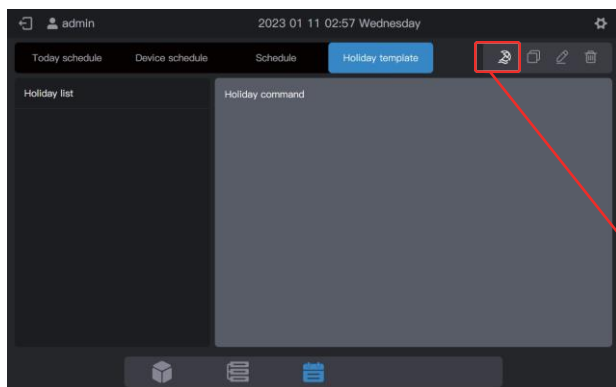 admin
2023 01 11 02:57 Wednesday
Today schedule
Device schedule
Schedule
Holiday template
Holiday list
Holiday command